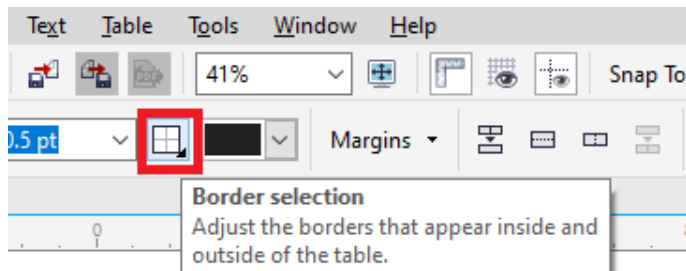 Text Table Tools Window Help
PDF 41% Snap To
0.5 pt Margins
Border selection
Adjust the borders that appear inside and
0
outside of the table.